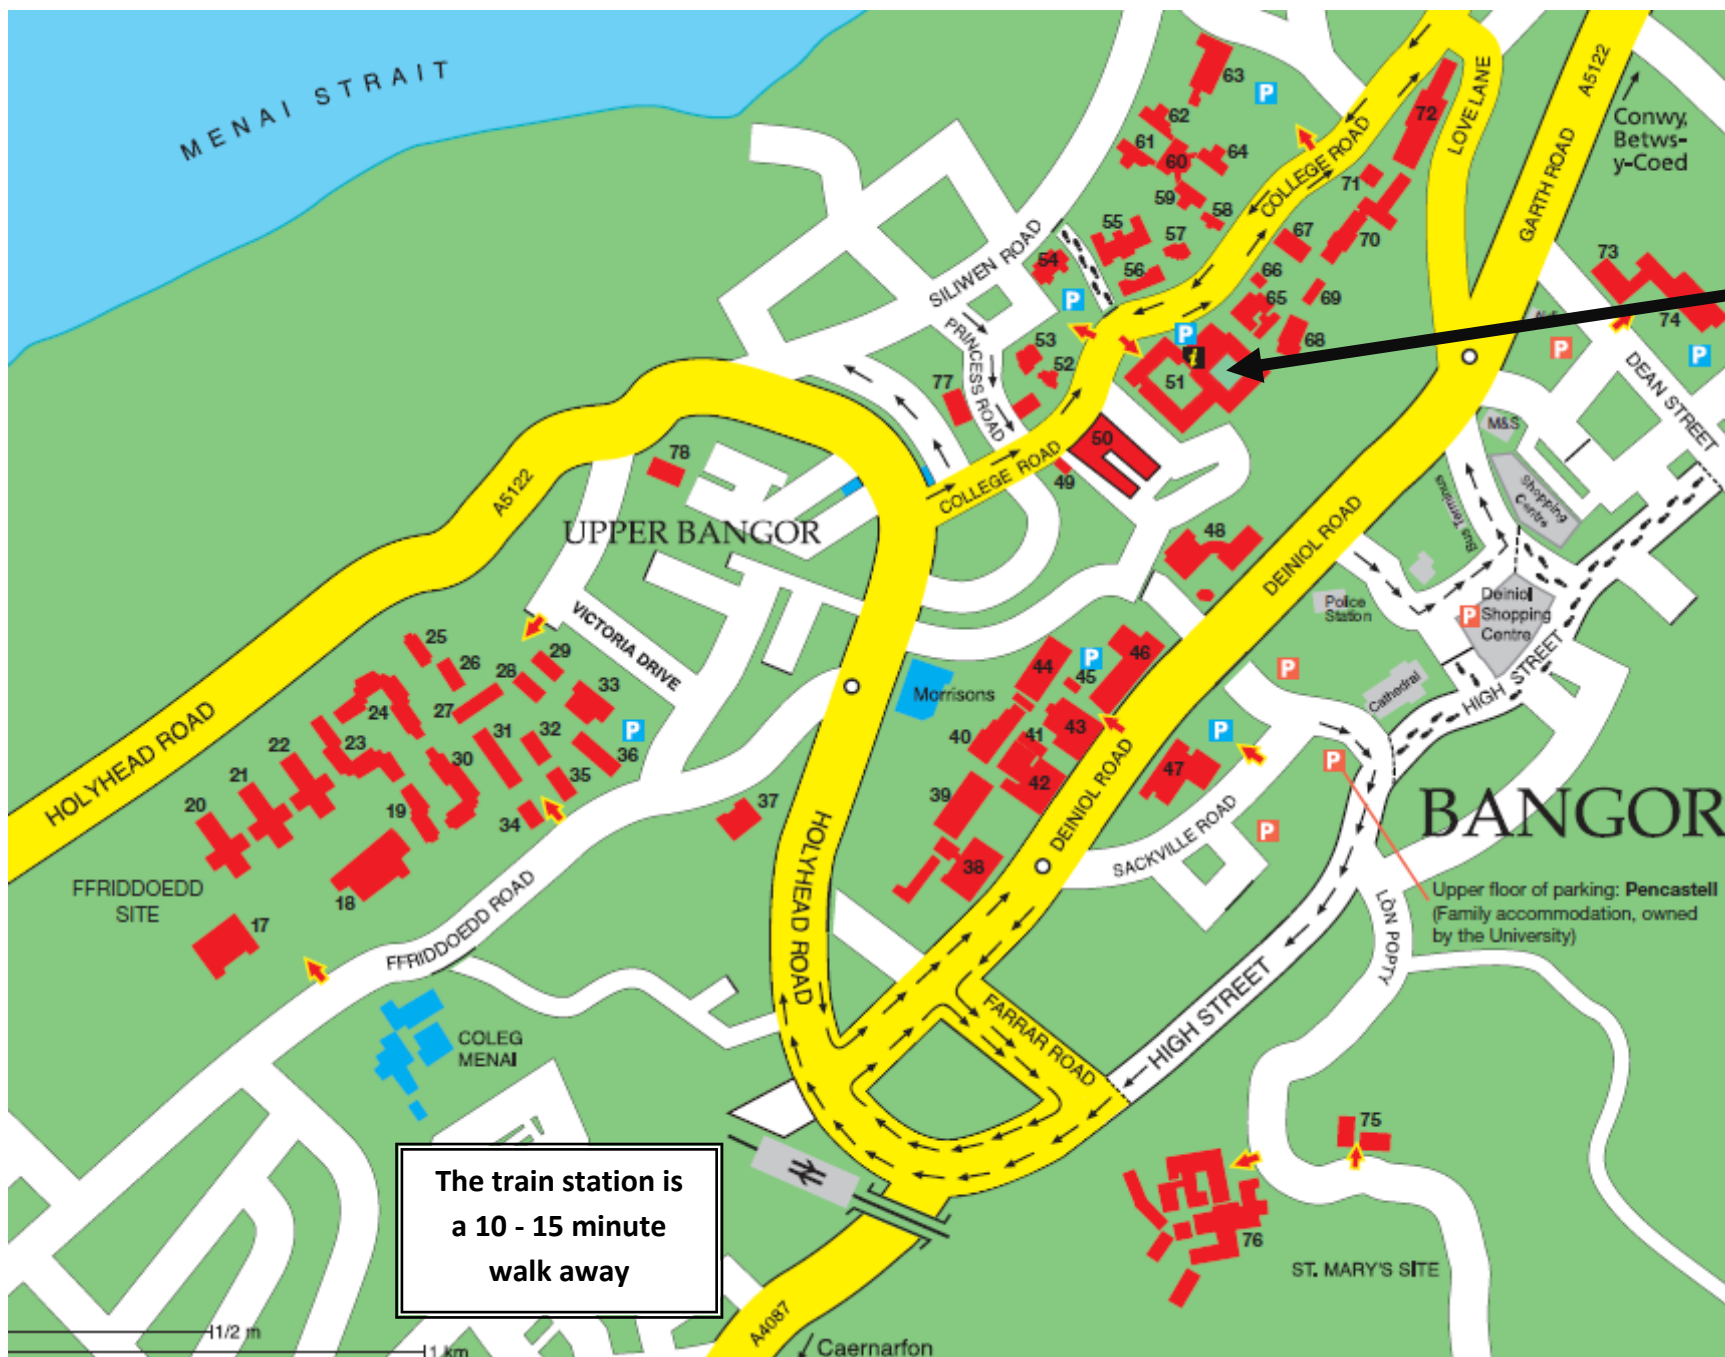 MENAI STRAIT
63
62
61
60
64
59
58
55
57
56
54
COLLEGE ROAD
72
71
70
67
66
65
69
68
LOVE LANE
GARTH ROAD
A5122
Conwy,
Betws-
y-Coed
73
74
SILIWEN ROAD
PRINCESS ROAD
53
52
77
51
i
50
49
COLLEGE ROAD
DEAN STREET
M&S
Shopping
Centre
Bus Terminus
78
A5122
UPPER BANGOR
48
DEINIOL ROAD
Police
Station
Deiniol
Shopping
Centre
HIGH STREET
Cathedral
VICTORIA DRIVE
25
26
28
29
27
33
24
23
22
21
20
31
32
30
36
35
34
19
18
17
37
HOLYHEAD ROAD
FFRIDDOEDD
SITE
FFRIDDOEDD ROAD
Morrisons
44
45
46
43
40
41
42
39
38
47
DEINIOL ROAD
SACKVILLE ROAD
HOLYHEAD ROAD
BANGOR
Upper floor of parking: Pencastell
(Family accommodation, owned
by the University)
LÔN POPTY
HIGH STREET
FARRAR ROAD
COLEG
MENAI
The train station is
a 10 - 15 minute
walk away
75
76
ST. MARY'S SITE
A4087
Caernarfon
1/2 m
1 km
P
P
P
P
P
P
P
P
P
P
P
P
P